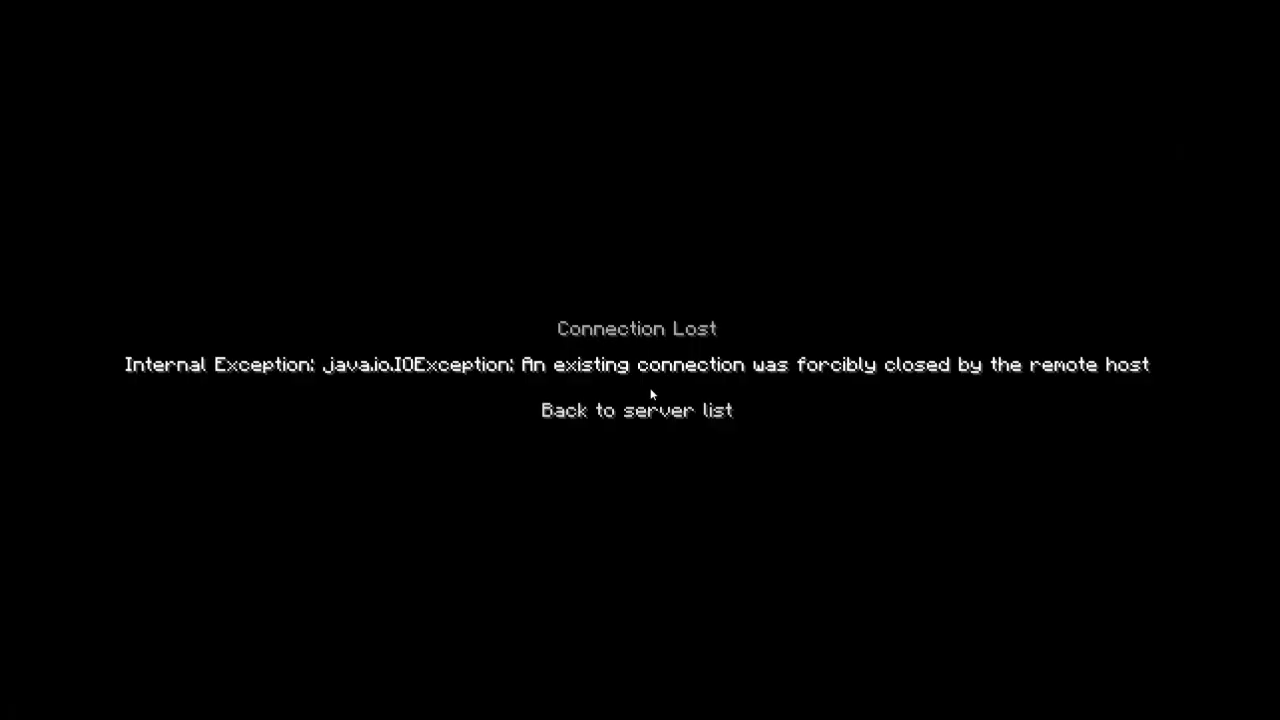 Connection Lost
Internal Exception: java.io.IOException: An existing connection was forcibly closed by the remote host
Back to server list